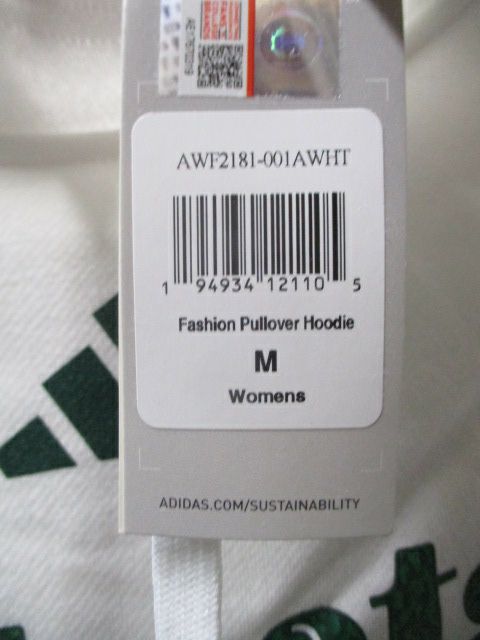 AWF2181-001AWHT
1 94934 12110 5
Fashion Pullover Hoodie
M
Womens
ADIDAS.COM/SUSTAINABILITY